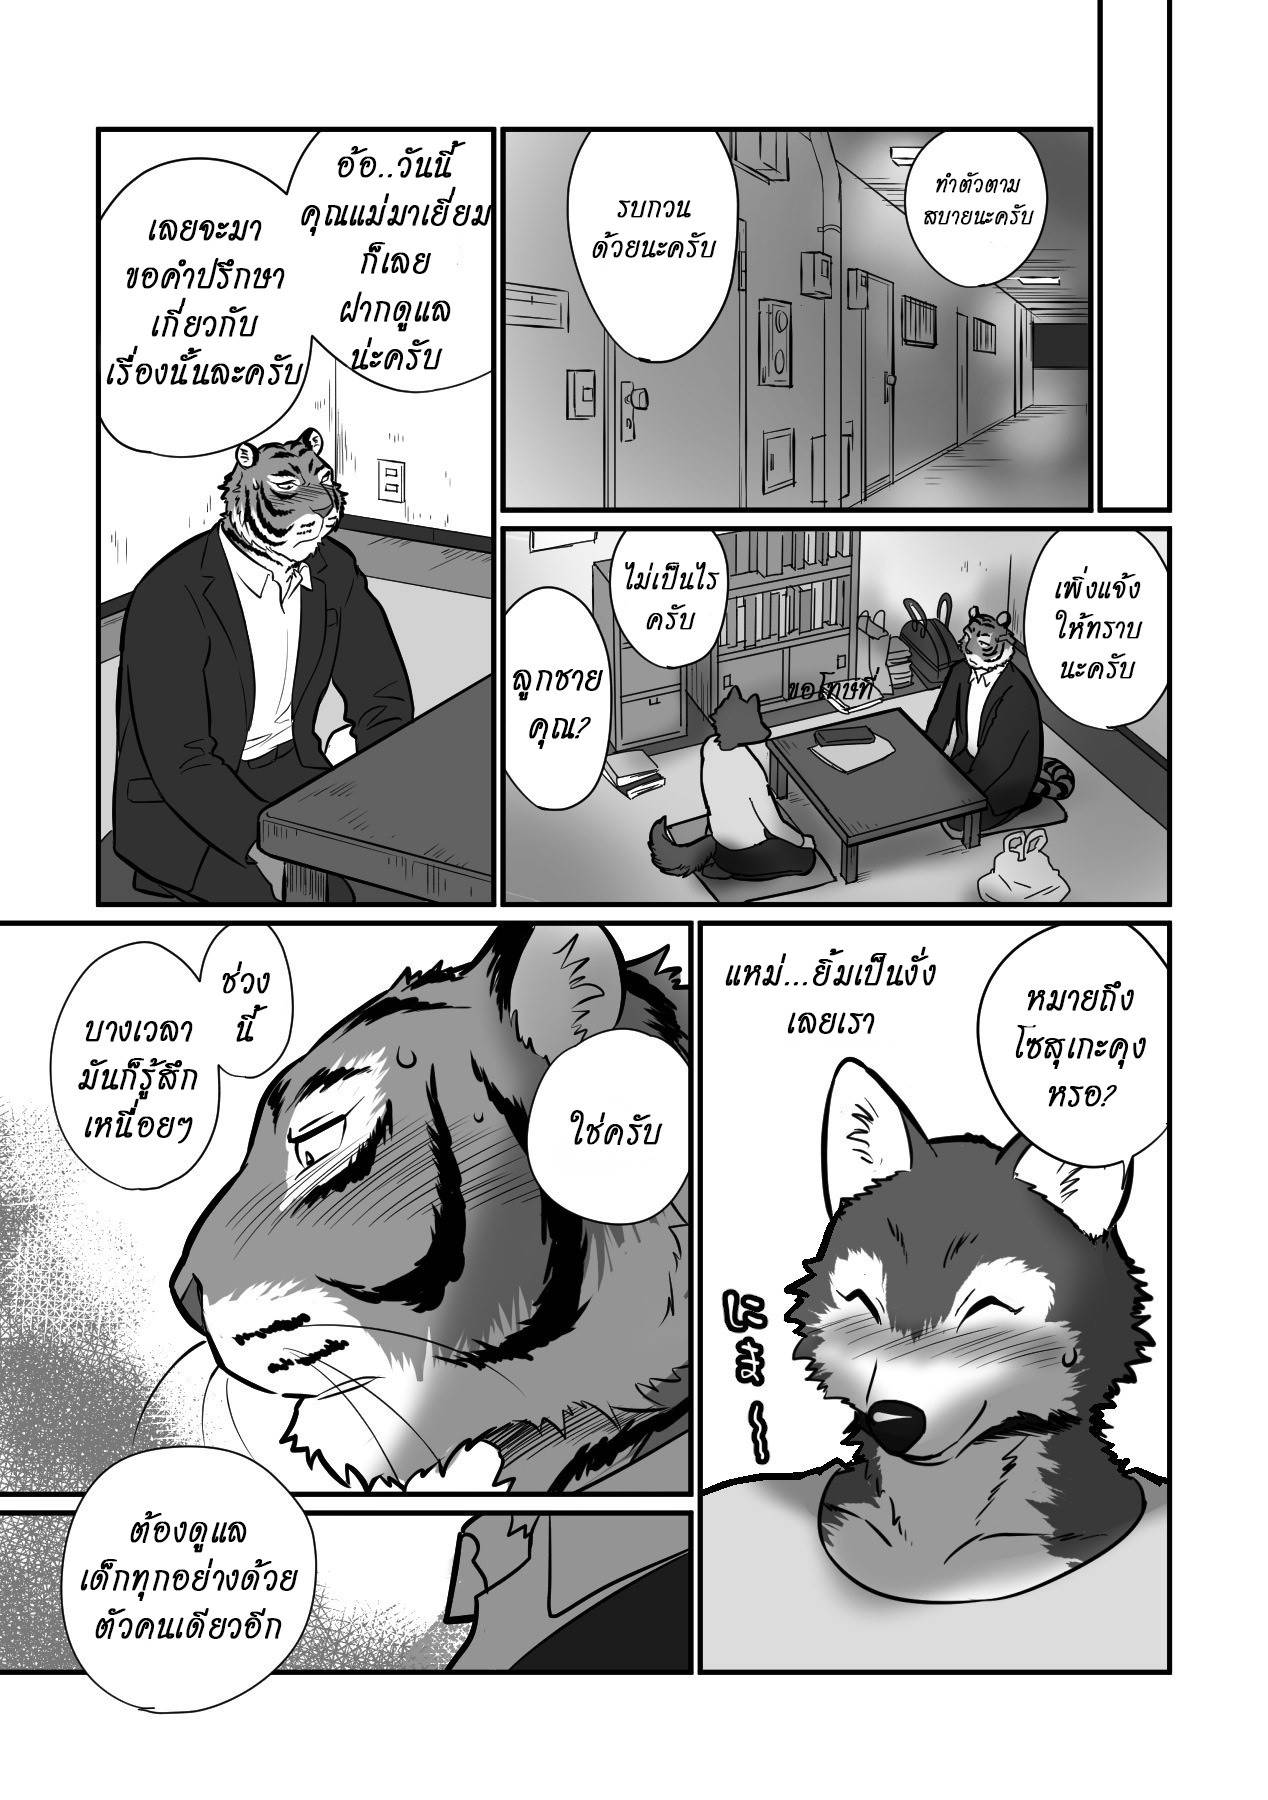 ทำตัวตาม
สบายนะครับ
รบกวน
ด้วยนะครับ
อ้อ..วันนี้
คุณแม่มาเยี่ยม
ก็เลย
ฝากดูแล
น่ะครับ
เลยจะมา
ขอคำปรึกษา
เกี่ยวกับ
เรื่องนั้นละครับ
เพิ่งแจ้ง
ให้ทราบ
นะครับ
ขอโทษที่
ไม่เป็นไร
ครับ
ลูกชาย
คุณ?
หมายถึง
โซสุเกะคุง
หรอ?
แหม่...ยิ้มเป็นงั่ง
เลยเรา
にま〜
ใช่ครับ
ช่วง
นี้
บางเวลา
มันก็รู้สึก
เหนื่อยๆ
ต้องดูแล
เด็กทุกอย่างด้วย
ตัวคนเดียวอีก